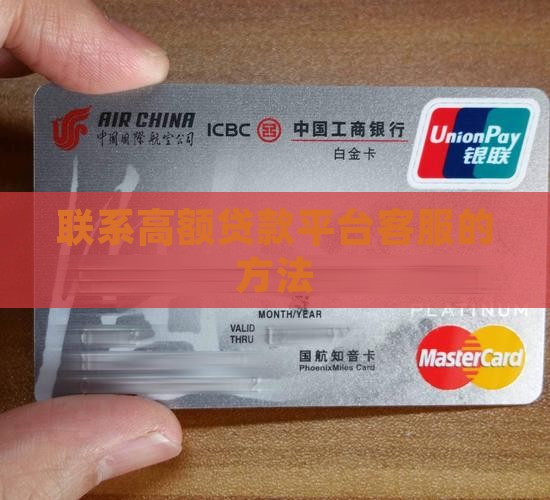 AIR CHINA
中国国际航空公司
ICBC 中国工商银行
白金卡
UnionPay
银联
联系高额贷款平台客服的
方法
PLATINUM
MONTH/YEAR
VALID
THRU
国航知音卡
PhoenixMiles Card
MasterCard